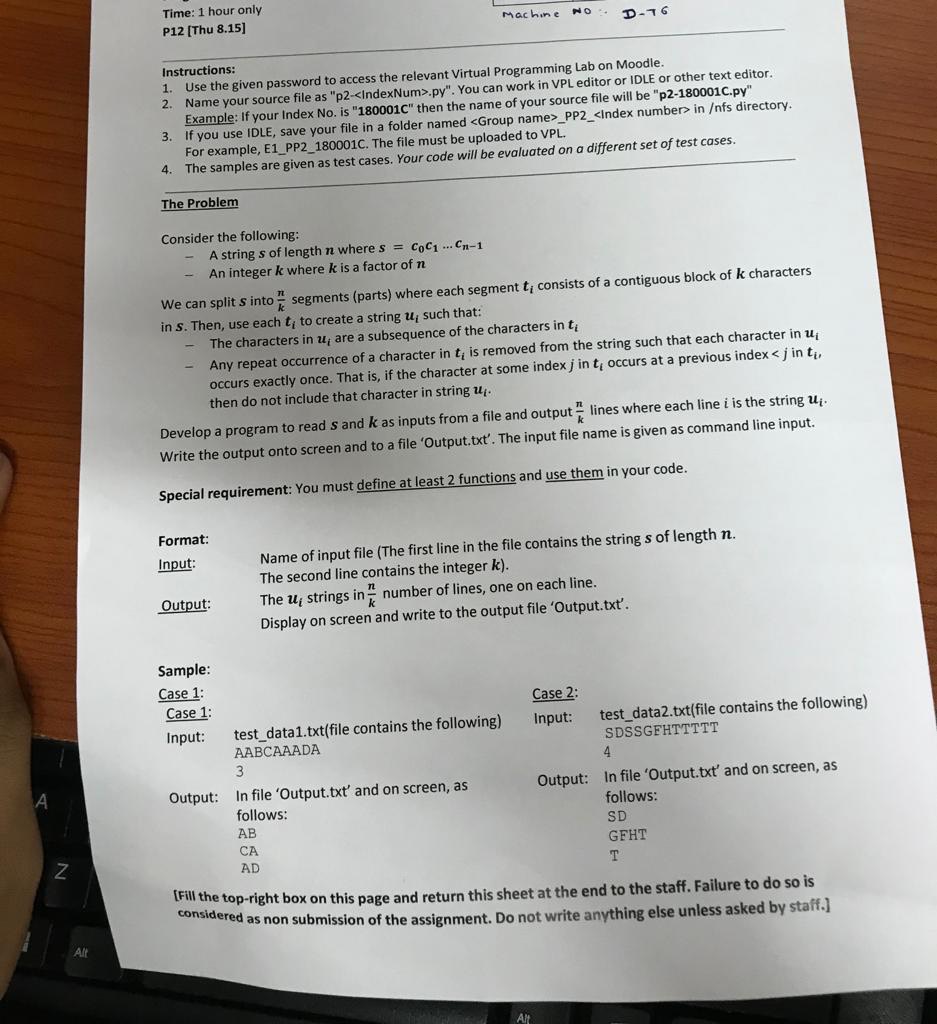 Time: 1 hour only
Machine No :. D-76
P12 [Thu 8.15]
Instructions:
1. Use the given password to access the relevant Virtual Programming Lab on Moodle.
2. Name your source file as "p2-<IndexNum>.py". You can work in VPL editor or IDLE or other text editor.
Example: If your Index No. is "180001C" then the name of your source file will be "p2-180001C.py"
3. If you use IDLE, save your file in a folder named <Group name>_PP2_<Index number> in /nfs directory.
For example, E1_PP2_180001C. The file must be uploaded to VPL.
4. The samples are given as test cases. Your code will be evaluated on a different set of test cases.
The Problem
Consider the following:
– A string s of length n where s = c₀c₁ ... cₙ₋₁
– An integer k where k is a factor of n
We can split s into n/k segments (parts) where each segment tᵢ consists of a contiguous block of k characters
in s. Then, use each tᵢ to create a string uᵢ such that:
– The characters in uᵢ are a subsequence of the characters in tᵢ
– Any repeat occurrence of a character in tᵢ is removed from the string such that each character in uᵢ
occurs exactly once. That is, if the character at some index j in tᵢ occurs at a previous index < j in tᵢ,
then do not include that character in string uᵢ.
Develop a program to read s and k as inputs from a file and output n/k lines where each line i is the string uᵢ.
Write the output onto screen and to a file 'Output.txt'. The input file name is given as command line input.
Special requirement: You must define at least 2 functions and use them in your code.
Format:
Input: Name of input file (The first line in the file contains the string s of length n.
The second line contains the integer k).
Output: The uᵢ strings in n/k number of lines, one on each line.
Display on screen and write to the output file 'Output.txt'.
Sample:
Case 1:
Case 1:
Input: test_data1.txt(file contains the following)
AABCAAADA
3
Output: In file 'Output.txt' and on screen, as
follows:
AB
CA
AD
Case 2:
Input: test_data2.txt(file contains the following)
SDSSGFHTTTTT
4
Output: In file 'Output.txt' and on screen, as
follows:
SD
GFHT
T
[Fill the top-right box on this page and return this sheet at the end to the staff. Failure to do so is
considered as non submission of the assignment. Do not write anything else unless asked by staff.]
A
Z
Alt
Alt